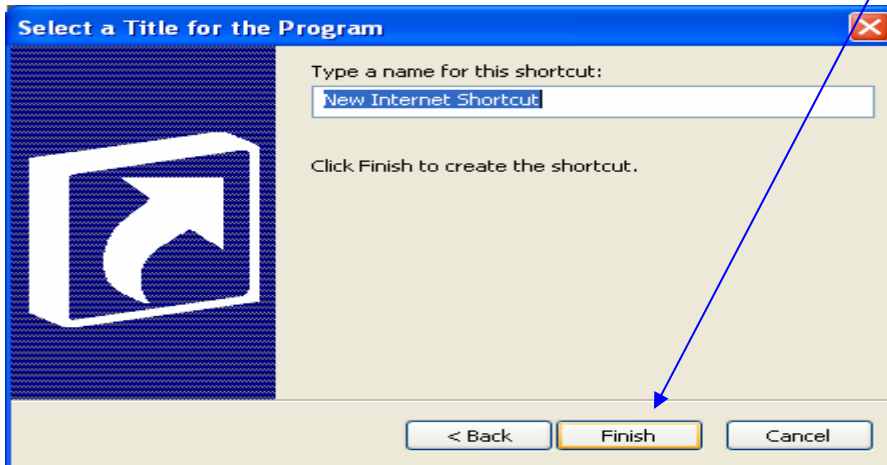 Select a Title for the Program
Type a name for this shortcut:
New Internet Shortcut
Click Finish to create the shortcut.
< Back Finish Cancel